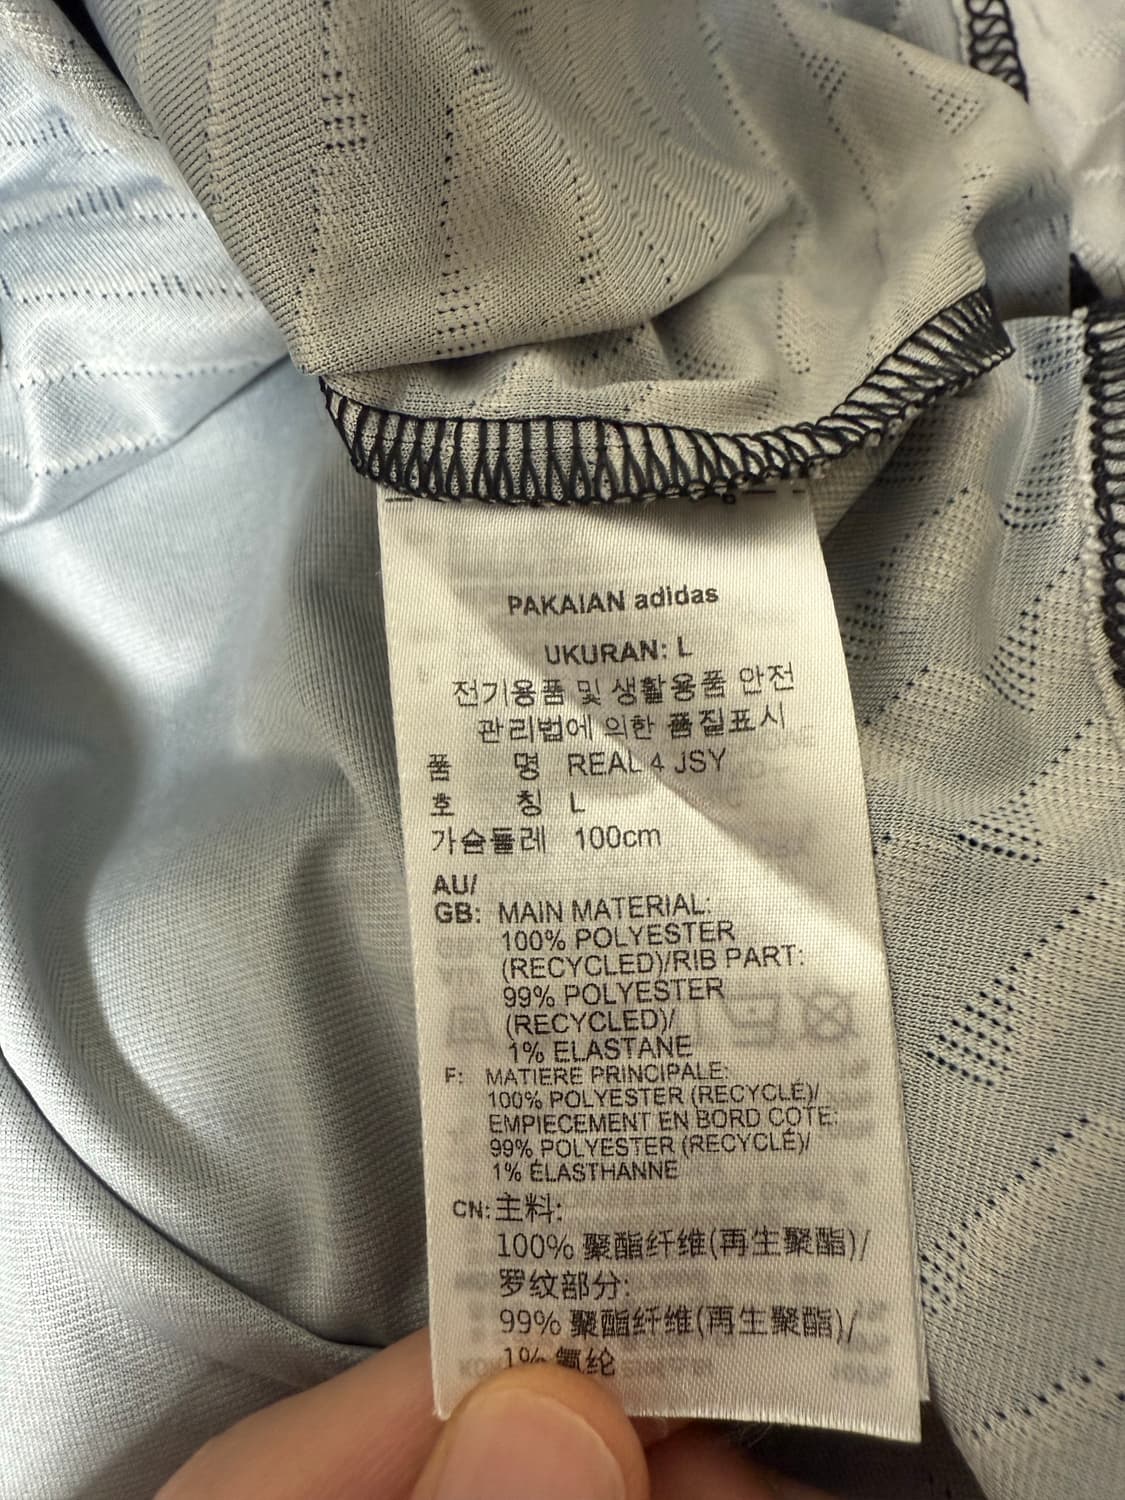 PAKAIAN adidas
UKURAN: L
전기용품 및 생활용품 안전
관리법에 의한 품질표시
품 명 REAL 4 JSY
호 칭 L
가슴둘레 100cm
AU/
GB: MAIN MATERIAL:
100% POLYESTER
(RECYCLED)/RIB PART:
99% POLYESTER
(RECYCLED)/
1% ELASTANE
F: MATIÈRE PRINCIPALE:
100% POLYESTER (RECYCLÉ)/
EMPIECEMENT EN BORD COTE:
99% POLYESTER (RECYCLÉ)/
1% ÉLASTHANNE
CN: 主料:
100% 聚酯纤维(再生聚酯)/
罗纹部分:
99% 聚酯纤维(再生聚酯)/
1% 氨纶